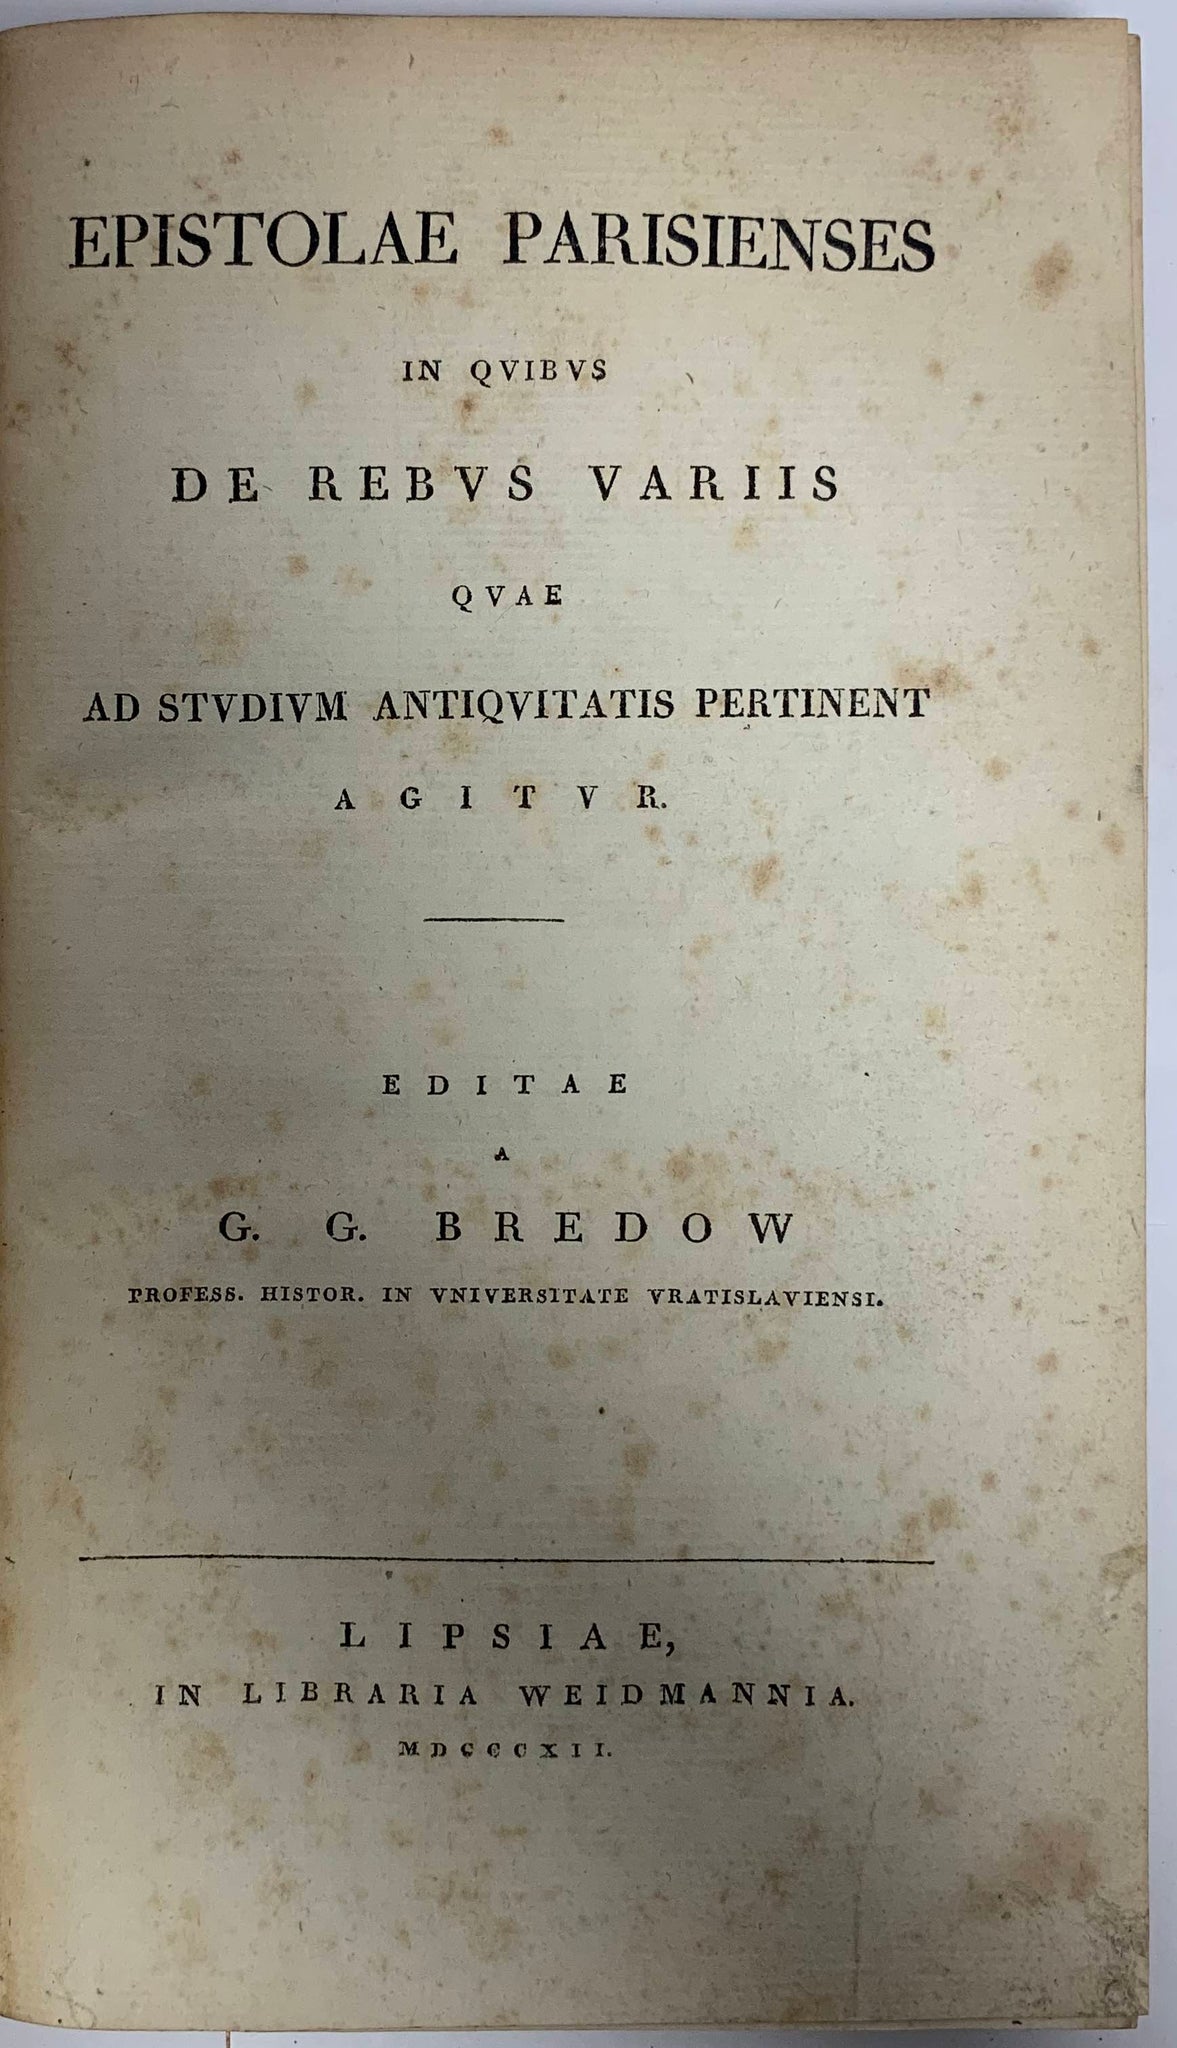 EPISTOLAE PARISIENSES
IN QVIBVS
DE REBVS VARIIS
QVAE
AD STVDIVM ANTIQVITATIS PERTINENT
AGITVR.
EDITAE
A
G. G. BREDOW
PROFESS. HISTOR. IN VNIVERSITATE VRATISLAVIENSI.
LIPSIAE,
IN LIBRARIA WEIDMANNIA.
MDCCCXII.